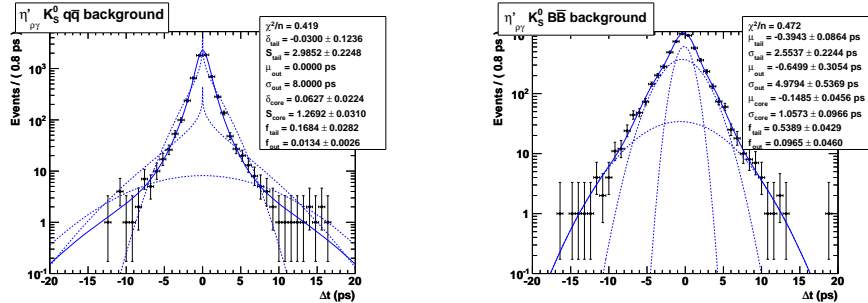 η'ργ K⁰S qq̄ background
χ²/n = 0.419
δtail = -0.0300 ± 0.1236
Stail = 2.9852 ± 0.2248
μout = 0.0000 ps
σout = 8.0000 ps
δcore = 0.0627 ± 0.0224
Score = 1.2692 ± 0.0310
ftail = 0.1684 ± 0.0282
fout = 0.0134 ± 0.0026
Events / ( 0.8 ps
10³
10²
10
1
10⁻¹
-20 -15 -10 -5 0 5 10 15 20
Δt (ps)
η'ργ K⁰S BB̄ background
χ²/n = 0.472
μtail = -0.3943 ± 0.0864 ps
σtail = 2.5537 ± 0.2244 ps
μout = -0.6499 ± 0.3054 ps
σout = 4.9794 ± 0.5369 ps
μcore = -0.1485 ± 0.0456 ps
σcore = 1.0573 ± 0.0966 ps
ftail = 0.5389 ± 0.0429
fout = 0.0965 ± 0.0460
Events / ( 0.8 ps
10²
10
1
10⁻¹
-20 -15 -10 -5 0 5 10 15 20
Δt (ps)